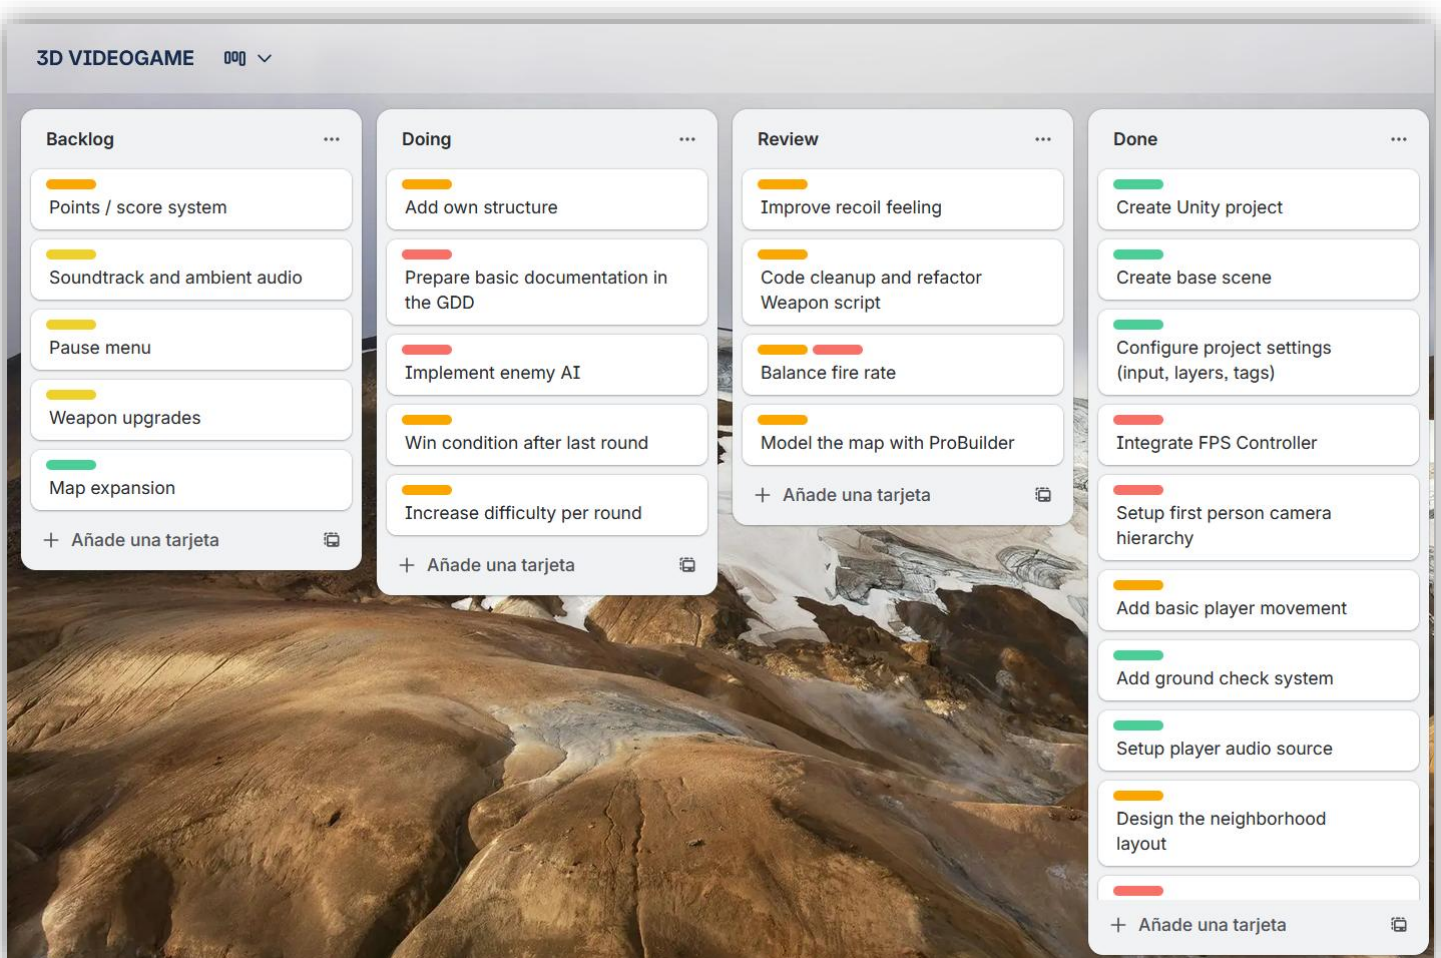 3D VIDEOGAME
Backlog
Points / score system
Soundtrack and ambient audio
Pause menu
Weapon upgrades
Map expansion
Añade una tarjeta
Doing
Add own structure
Prepare basic documentation in
the GDD
Implement enemy AI
Win condition after last round
Increase difficulty per round
Añade una tarjeta
Review
Improve recoil feeling
Code cleanup and refactor
Weapon script
Balance fire rate
Model the map with ProBuilder
Añade una tarjeta
Done
Create Unity project
Create base scene
Configure project settings
(input, layers, tags)
Integrate FPS Controller
Setup first person camera
hierarchy
Add basic player movement
Add ground check system
Setup player audio source
Design the neighborhood
layout
Añade una tarjeta